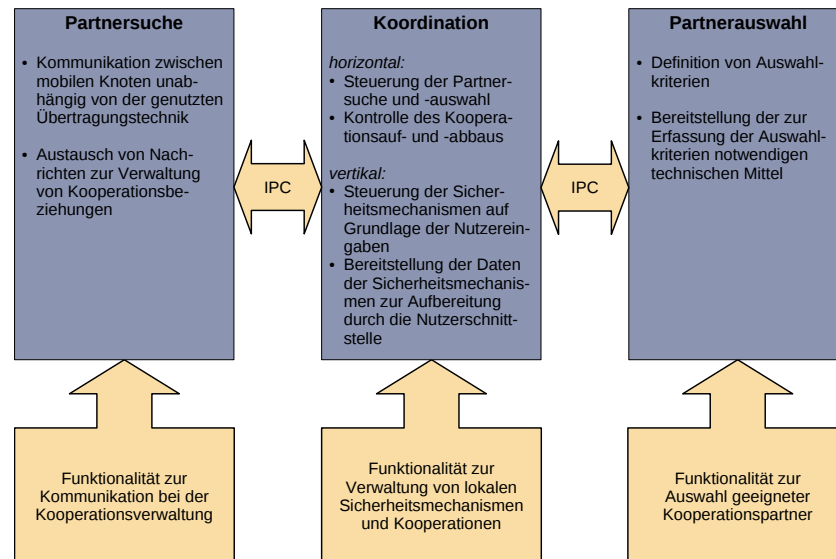 Partnersuche
• Kommunikation zwischen
mobilen Knoten unab-
hängig von der genutzten
Übertragungstechnik
• Austausch von Nach-
richten zur Verwaltung
von Kooperationsbe-
ziehungen
IPC
Koordination
horizontal:
• Steuerung der Partner-
suche und -auswahl
• Kontrolle des Koopera-
tionsauf- und -abbaus
vertikal:
• Steuerung der Sicher-
heitsmechanismen auf
Grundlage der Nutzerein-
gaben
• Bereitstellung der Daten
der Sicherheitsmechanis-
men zur Aufbereitung
durch die Nutzerschnitt-
stelle
IPC
Partnerauswahl
• Definition von Auswahl-
kriterien
• Bereitstellung der zur
Erfassung der Auswahl-
kriterien notwendigen
technischen Mittel
Funktionalität zur
Kommunikation bei der
Kooperationsverwaltung
Funktionalität zur
Verwaltung von lokalen
Sicherheitsmechanismen
und Kooperationen
Funktionalität zur
Auswahl geeigneter
Kooperationspartner